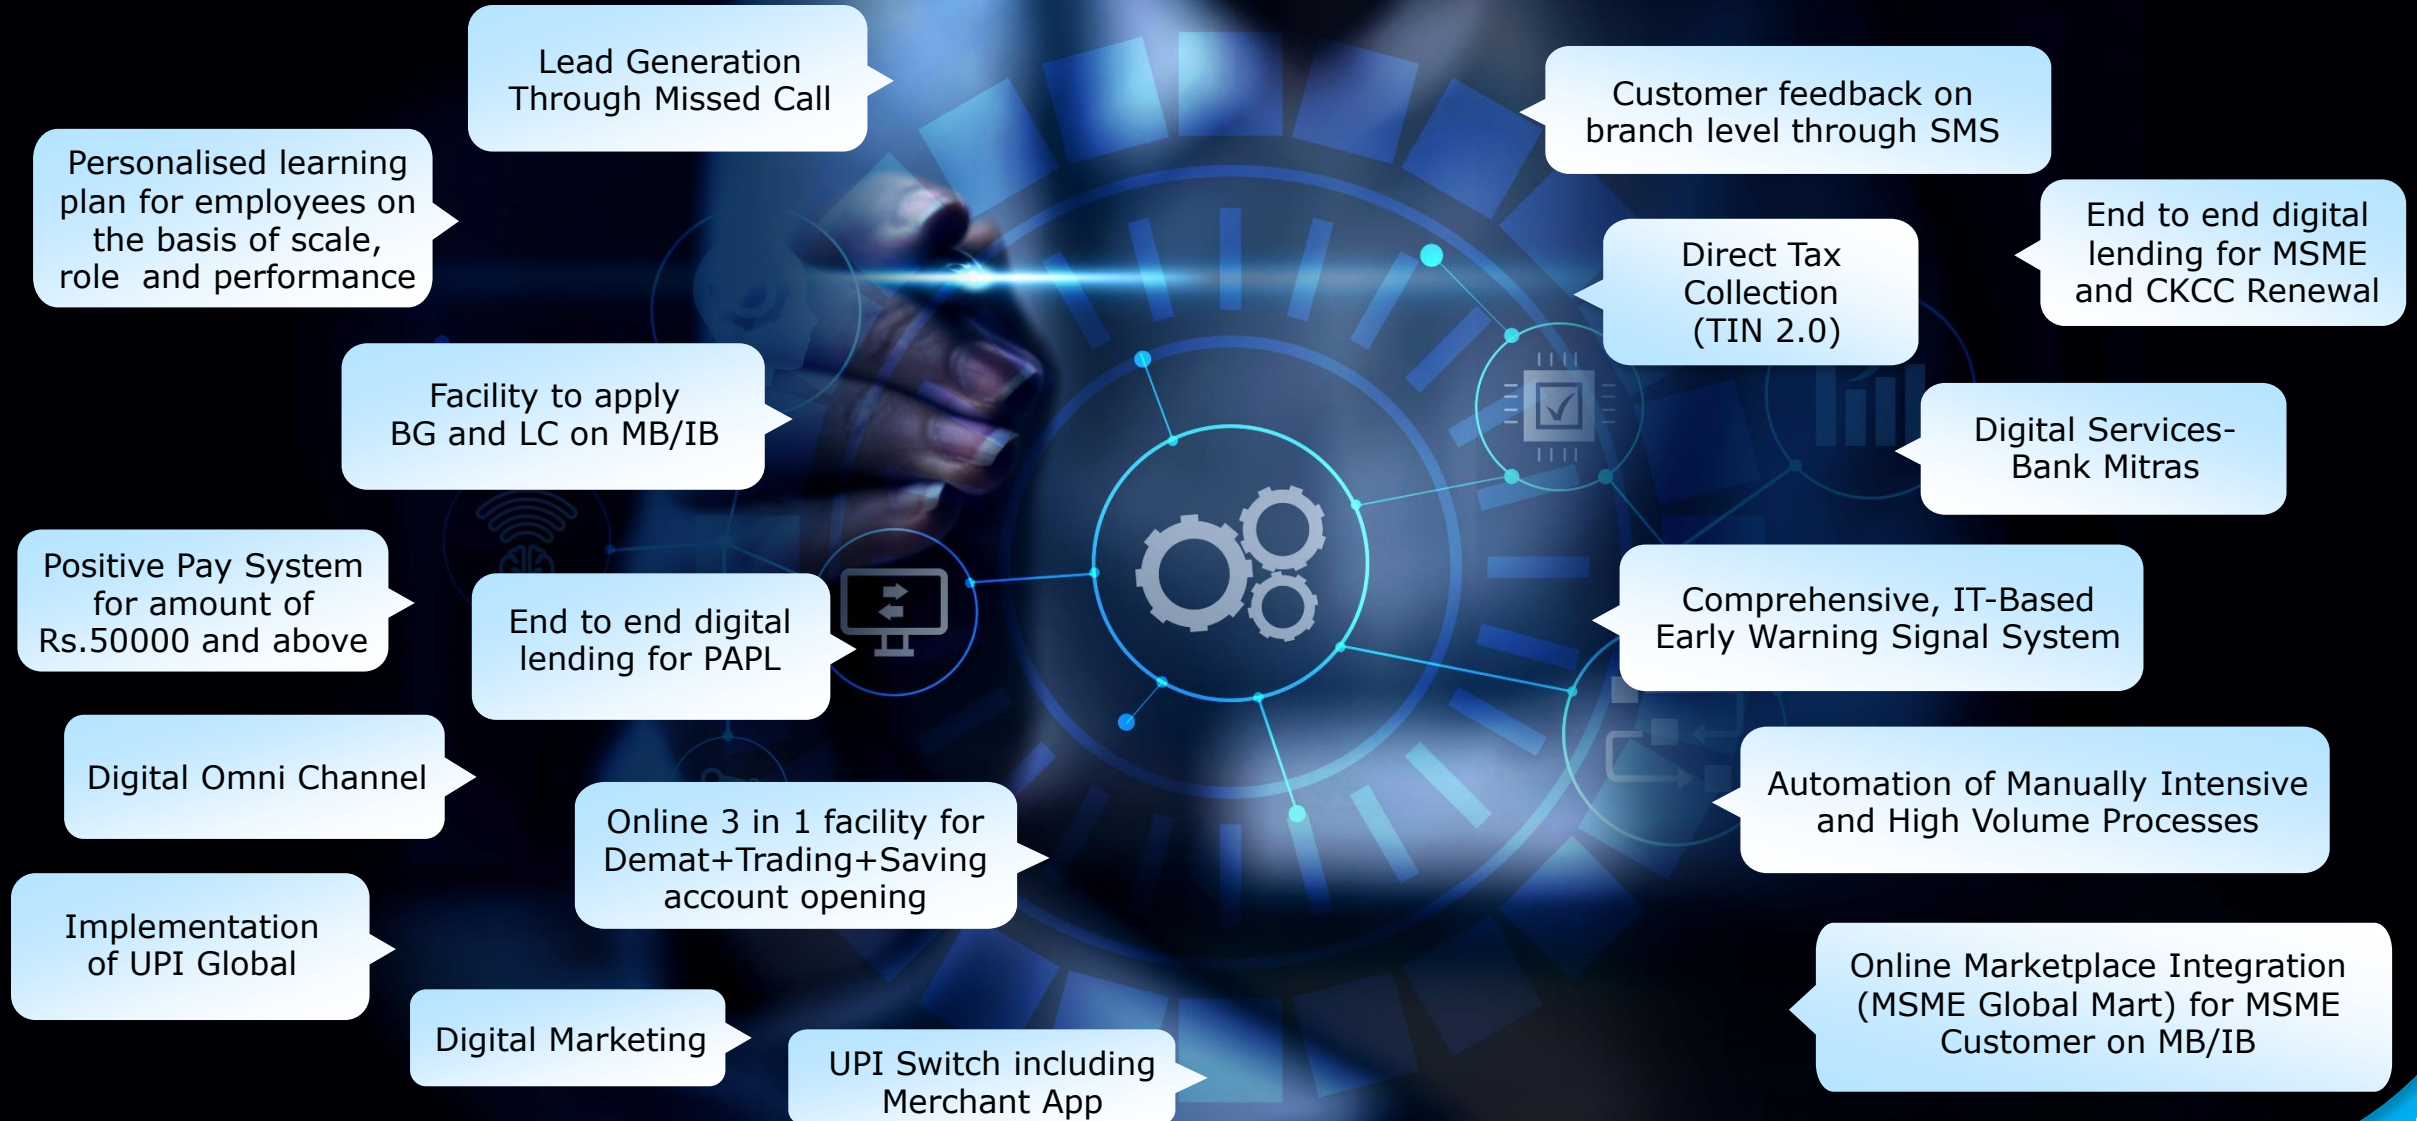 Lead Generation
Through Missed Call
Customer feedback on
branch level through SMS
Personalised learning
plan for employees on
the basis of scale,
role  and performance
End to end digital
lending for MSME
and CKCC Renewal
Direct Tax
Collection
(TIN 2.0)
Facility to apply
BG and LC on MB/IB
Digital Services-
Bank Mitras
Positive Pay System
for amount of
Rs.50000 and above
End to end digital
lending for PAPL
Comprehensive, IT-Based
Early Warning Signal System
Digital Omni Channel
Automation of Manually Intensive
and High Volume Processes
Online 3 in 1 facility for
Demat+Trading+Saving
account opening
Implementation
of UPI Global
Online Marketplace Integration
(MSME Global Mart) for MSME
Customer on MB/IB
Digital Marketing
UPI Switch including
Merchant App